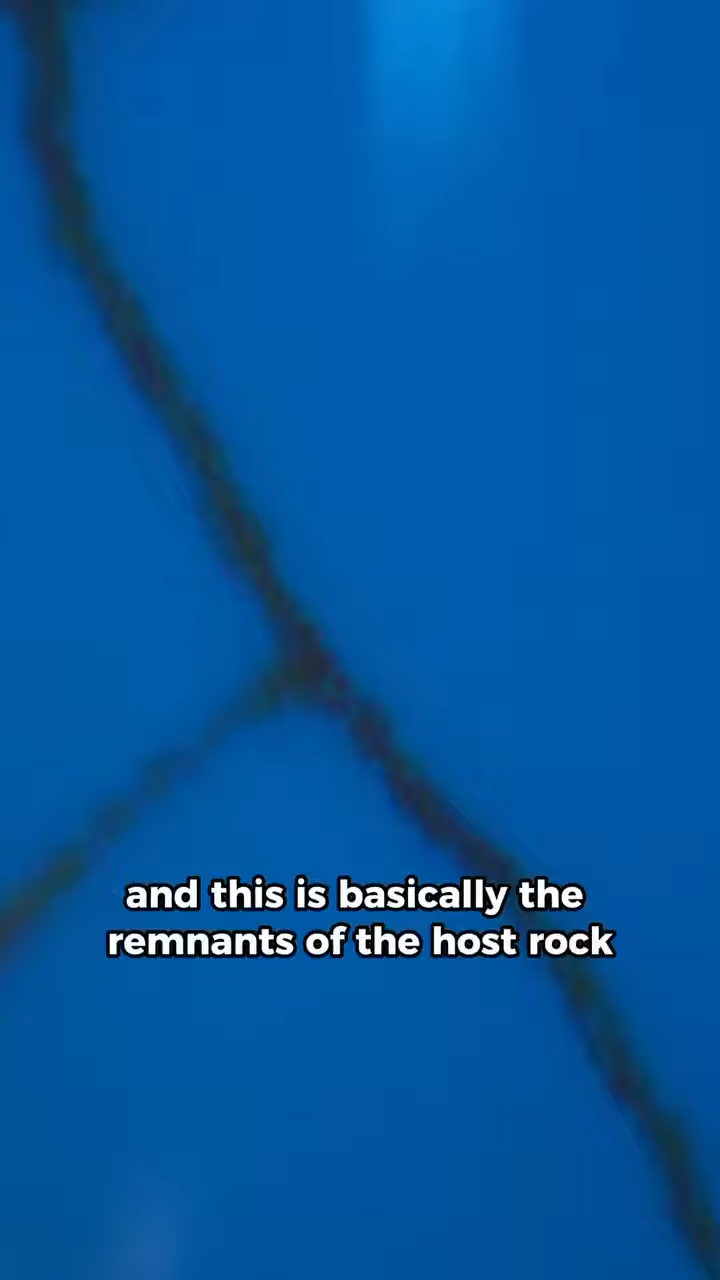 and this is basically the
remnants of the host rock